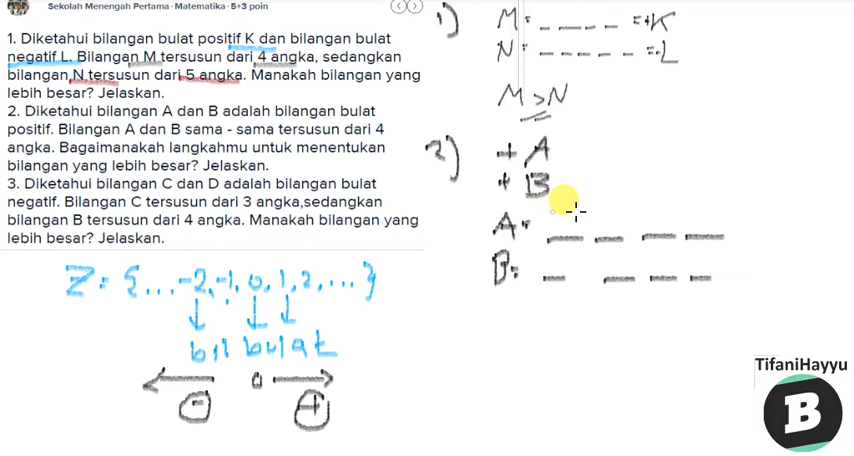 Sekolah Menengah Pertama · Matematika · 5+3 poin
1. Diketahui bilangan bulat positif K dan bilangan bulat
negatif L. Bilangan M tersusun dari 4 angka, sedangkan
bilangan N tersusun dari 5 angka. Manakah bilangan yang
lebih besar? Jelaskan.
2. Diketahui bilangan A dan B adalah bilangan bulat
positif. Bilangan A dan B sama - sama tersusun dari 4
angka. Bagaimanakah langkahmu untuk menentukan
bilangan yang lebih besar? Jelaskan.
3. Diketahui bilangan C dan D adalah bilangan bulat
negatif. Bilangan C tersusun dari 3 angka,sedangkan
bilangan B tersusun dari 4 angka. Manakah bilangan yang
lebih besar? Jelaskan.
Z = {... -2, -1, 0, 1, 2, ...}
bil bulat
0
-
+
1)
M = _ _ _ _ = +K
N = _ _ _ _ _ = -L
M > N
2)
+ A
+ B
A = _ _ _ _
B = _ _ _ _
TifaniHayyu
B